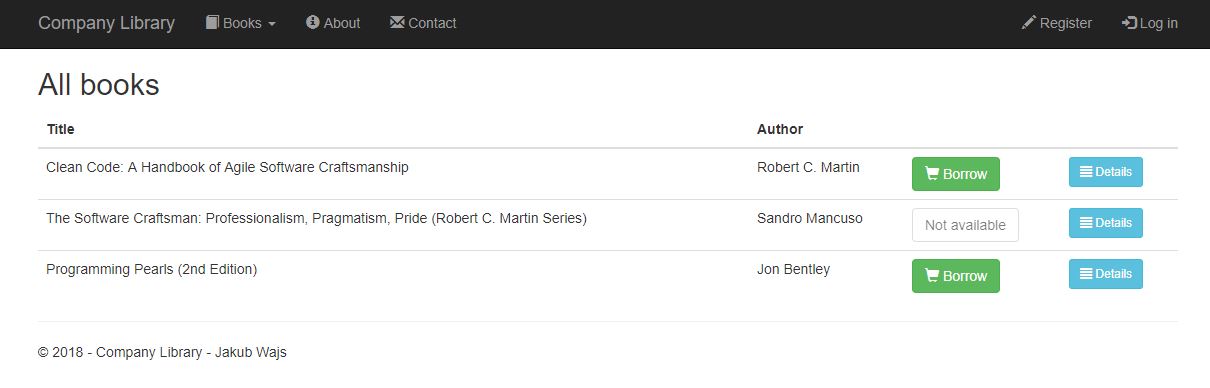 Company Library Books About Contact Register Log in
All books
Title Author
Clean Code: A Handbook of Agile Software Craftsmanship Robert C. Martin Borrow Details
The Software Craftsman: Professionalism, Pragmatism, Pride (Robert C. Martin Series) Sandro Mancuso Not available Details
Programming Pearls (2nd Edition) Jon Bentley Borrow Details
© 2018 - Company Library - Jakub Wajs